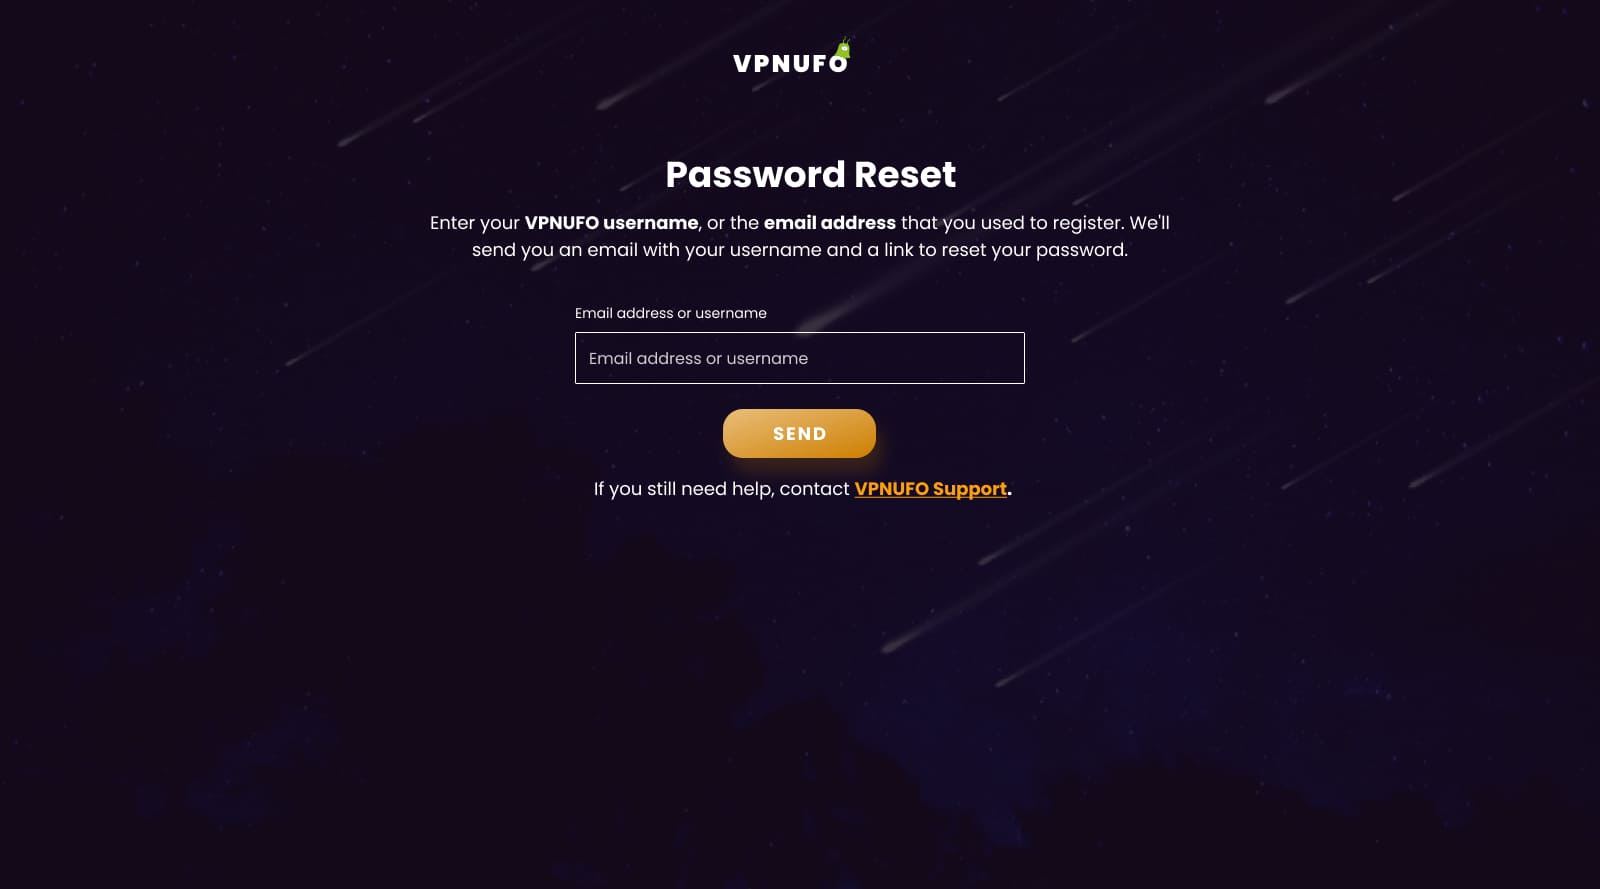 VPNUFO
Password Reset
Enter your VPNUFO username, or the email address that you used to register. We'll
send you an email with your username and a link to reset your password.
Email address or username
Email address or username
SEND
If you still need help, contact VPNUFO Support.